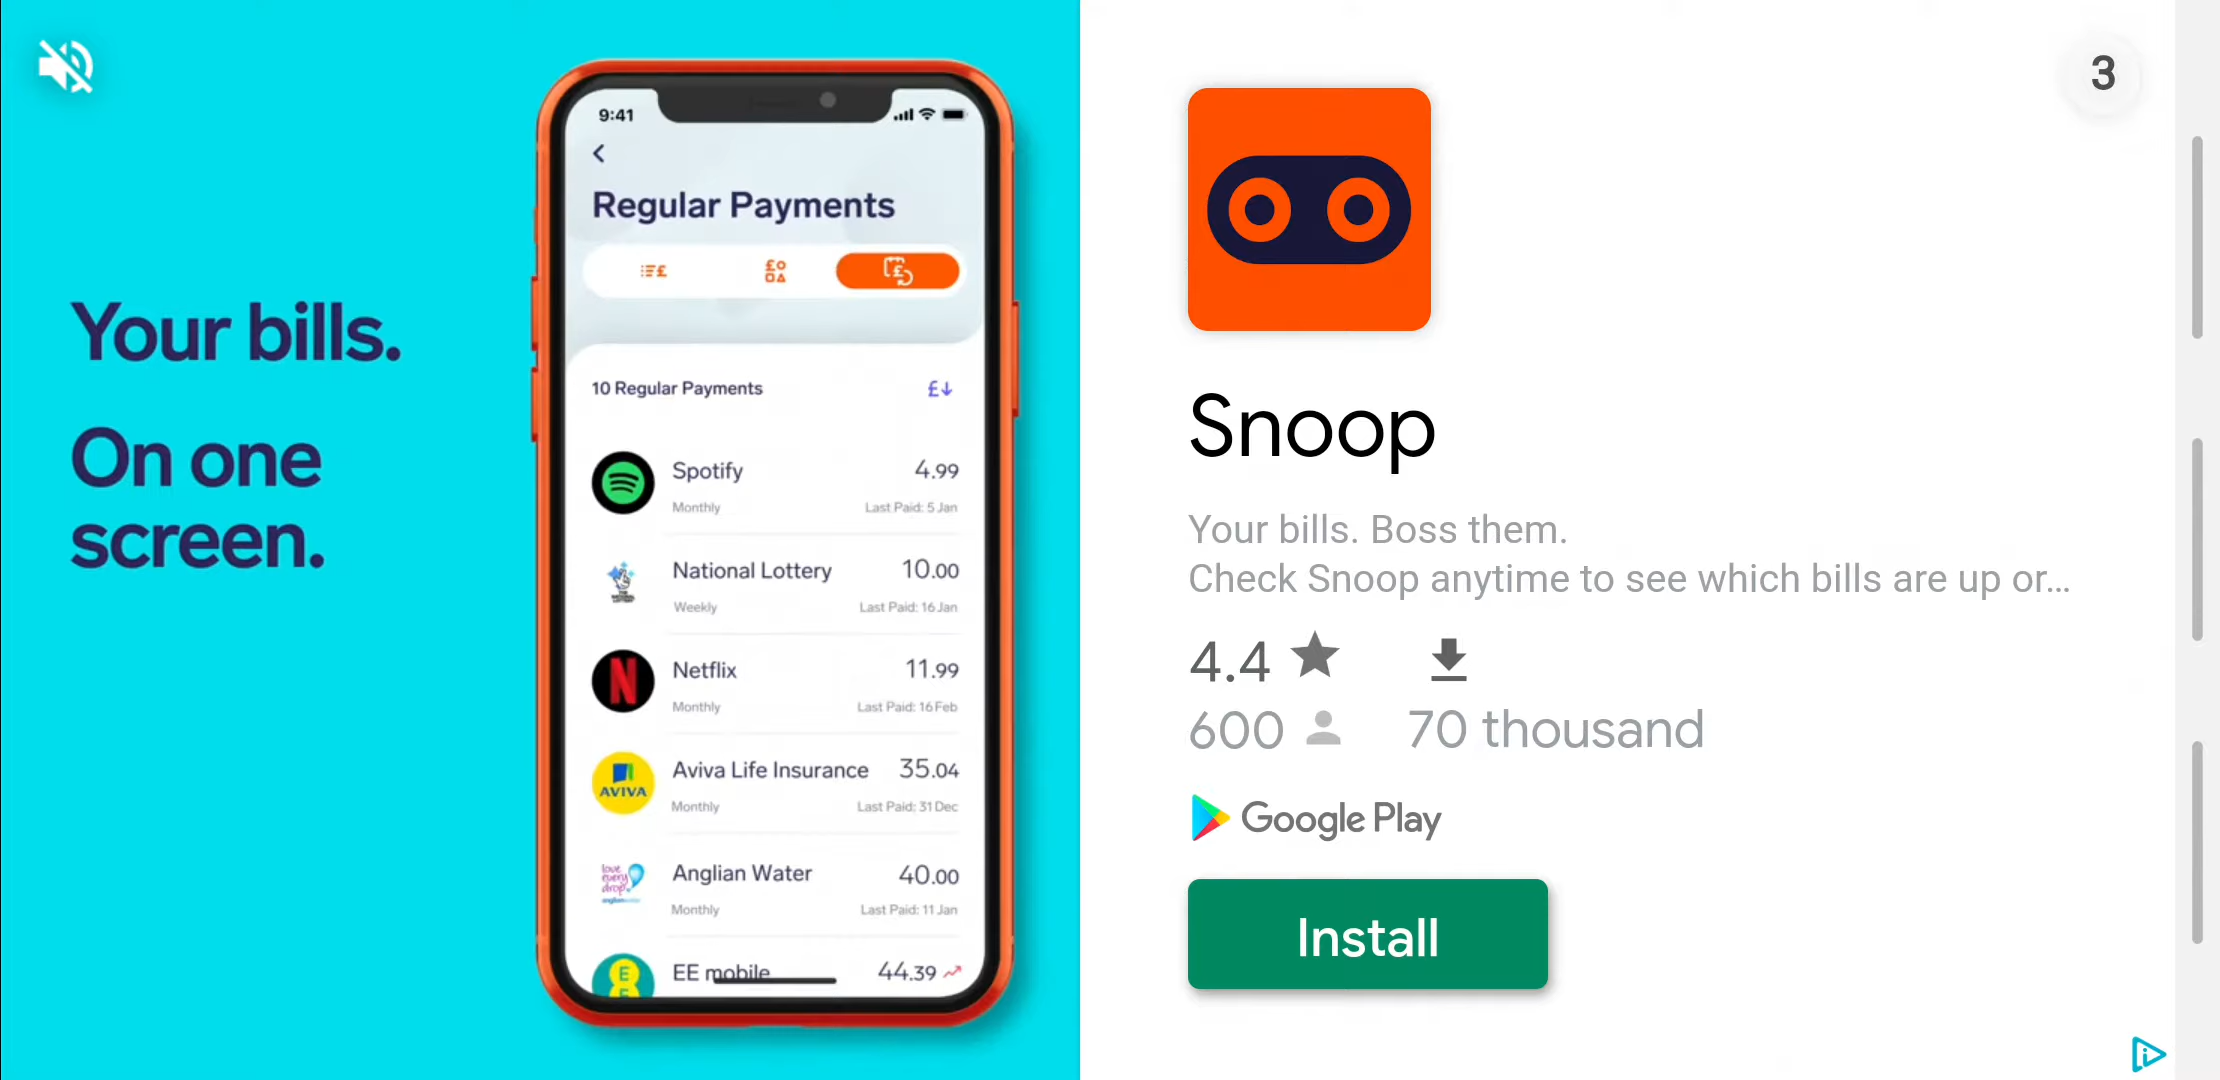 Your bills.
On one
screen.
9:41
Regular Payments
10 Regular Payments
£↓
Spotify 4.99
Monthly Last Paid: 5 Jan
National Lottery 10.00
Weekly Last Paid: 16 Jan
Netflix 11.99
Monthly Last Paid: 16 Feb
AVIVA
Aviva Life Insurance 35.04
Monthly Last Paid: 31 Dec
love
every
drop
Anglian Water 40.00
Monthly Last Paid: 11 Jan
EE mobile 44.39
3
Snoop
Your bills. Boss them.
Check Snoop anytime to see which bills are up or...
4.4
600 70 thousand
Google Play
Install